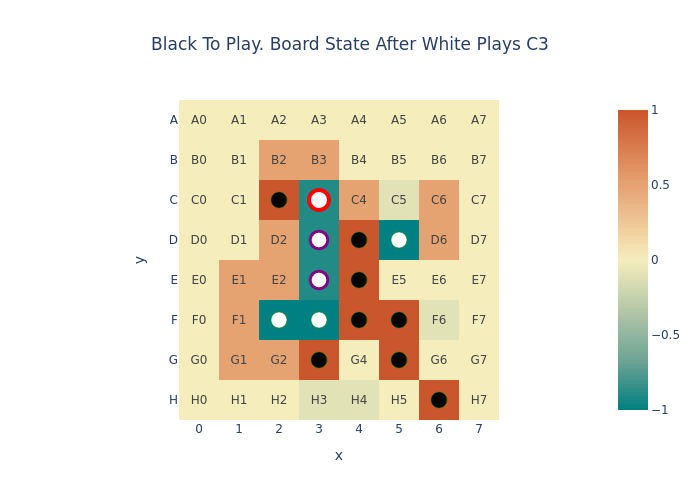 Black To Play. Board State After White Plays C3
A A0 A1 A2 A3 A4 A5 A6 A7
B B0 B1 B2 B3 B4 B5 B6 B7
C C0 C1 C4 C5 C6 C7
D D0 D1 D2 D6 D7
E E0 E1 E2 E5 E6 E7
F F0 F1 F6 F7
G G0 G1 G2 G4 G6 G7
H H0 H1 H2 H3 H4 H5 H7
0 1 2 3 4 5 6 7
x
y
1
0.5
0
−0.5
−1